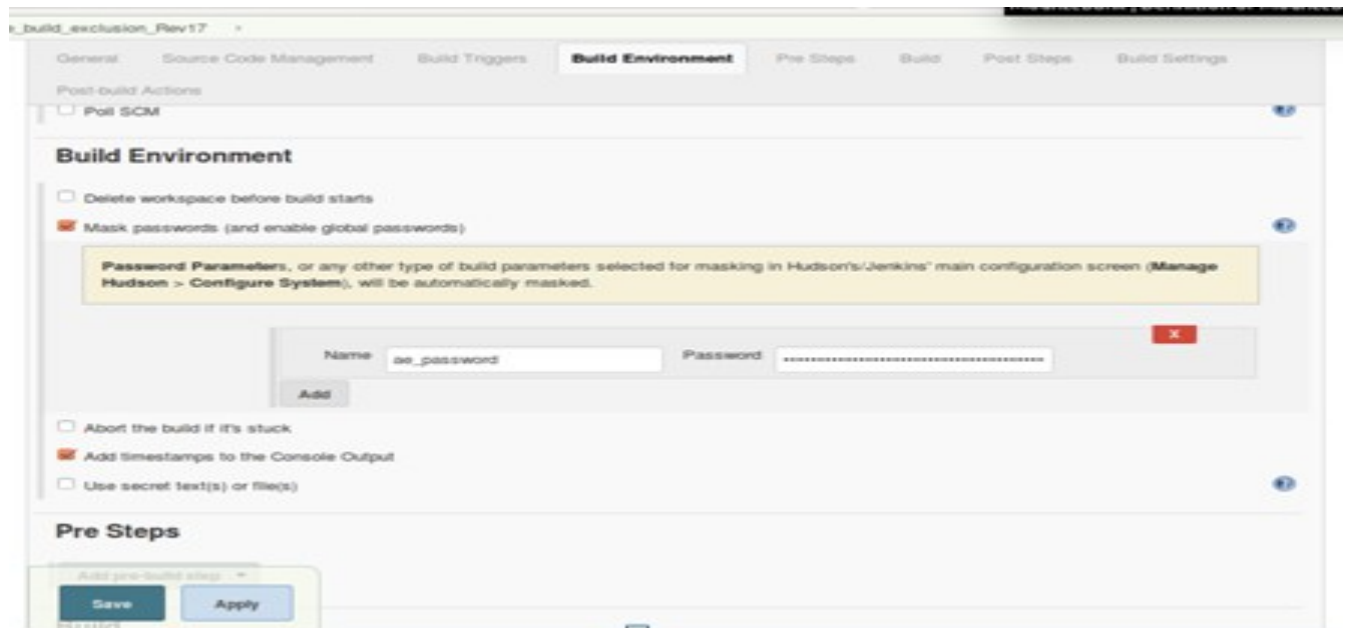 _build_exclusion_Rev17
General Source Code Management Build Triggers Build Environment Pre Steps Build Post Steps Build Settings
Post-build Actions
Poll SCM
Build Environment
Delete workspace before build starts
Mask passwords (and enable global passwords)
Password Parameters, or any other type of build parameters selected for masking in Hudson's/Jenkins' main configuration screen (Manage
Hudson > Configure System), will be automatically masked.
X
Name ae_password Password
Add
Abort the build if it's stuck
Add timestamps to the Console Output
Use secret text(s) or file(s)
Pre Steps
Add pre-build step
Save Apply
Build